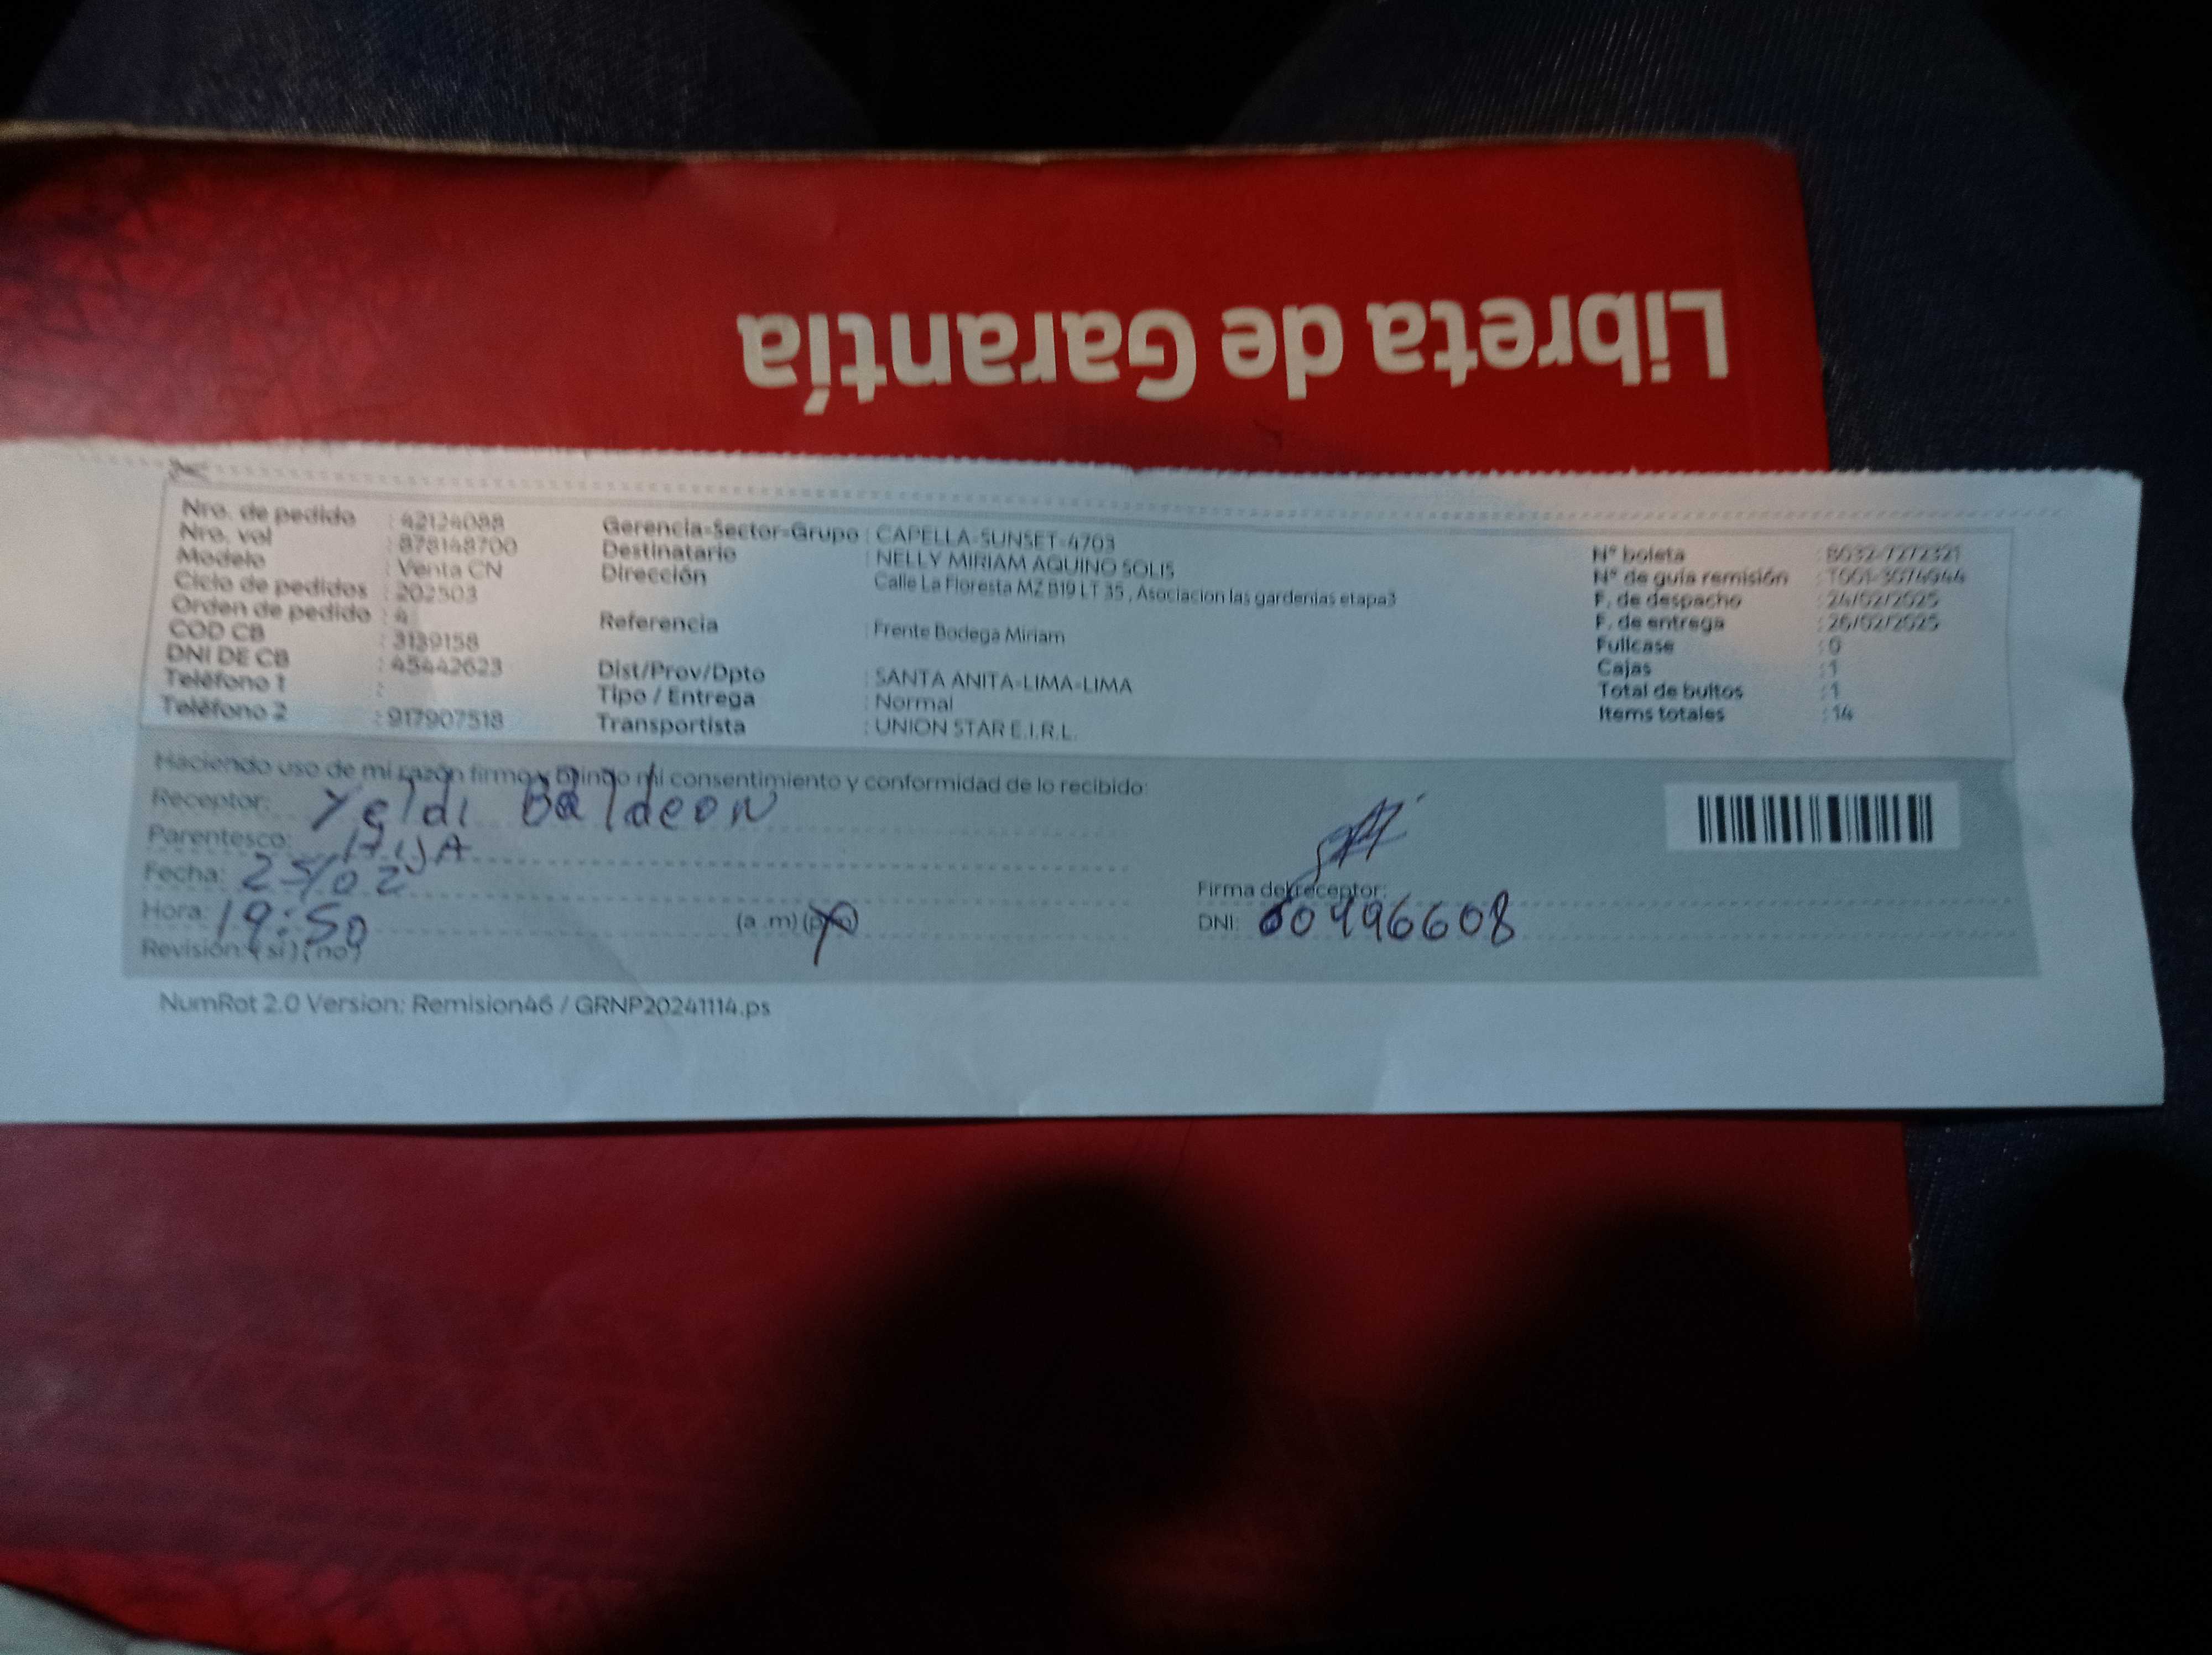 Libreta de Garantía
Nro. de pedido : 42124088
Nro. vol : 878148700
Modelo : Venta CN
Ciclo de pedidos : 202503
Orden de pedido : 4
COD CB : 3139158
DNI DE CB : 45442623
Teléfono 1 :
Teléfono 2 : 917907518
Gerencia-Sector-Grupo : CAPELLA-SUNSET-4703
Destinatario : NELLY MIRIAM AQUINO SOLIS
Dirección : Calle La Floresta MZ B19 LT 35 , Asociacion las gardenias etapa3
Referencia : Frente Bodega Miriam
Dist/Prov/Dpto : SANTA ANITA-LIMA-LIMA
Tipo / Entrega : Normal
Transportista : UNION STAR E.I.R.L.
N° boleta : B032-7272321
N° de guía remisión
F. de despacho : 24/02/2025
F. de entrega : 26/02/2025
Fullcase : 0
Cajas : 1
Total de bultos : 1
Items totales : 14
Haciendo uso de mi razón firmo y brindo mi consentimiento y conformidad de lo recibido:
Receptor: Yeldi Baldeon
Parentesco: HIJA
Fecha: 25/02
Hora: 19:50 (a .m)
Revisión: ( si ) ( no )
Firma del receptor:
DNI: 60496608
NumRot 2.0 Version: Remision46 / GRNP20241114.ps